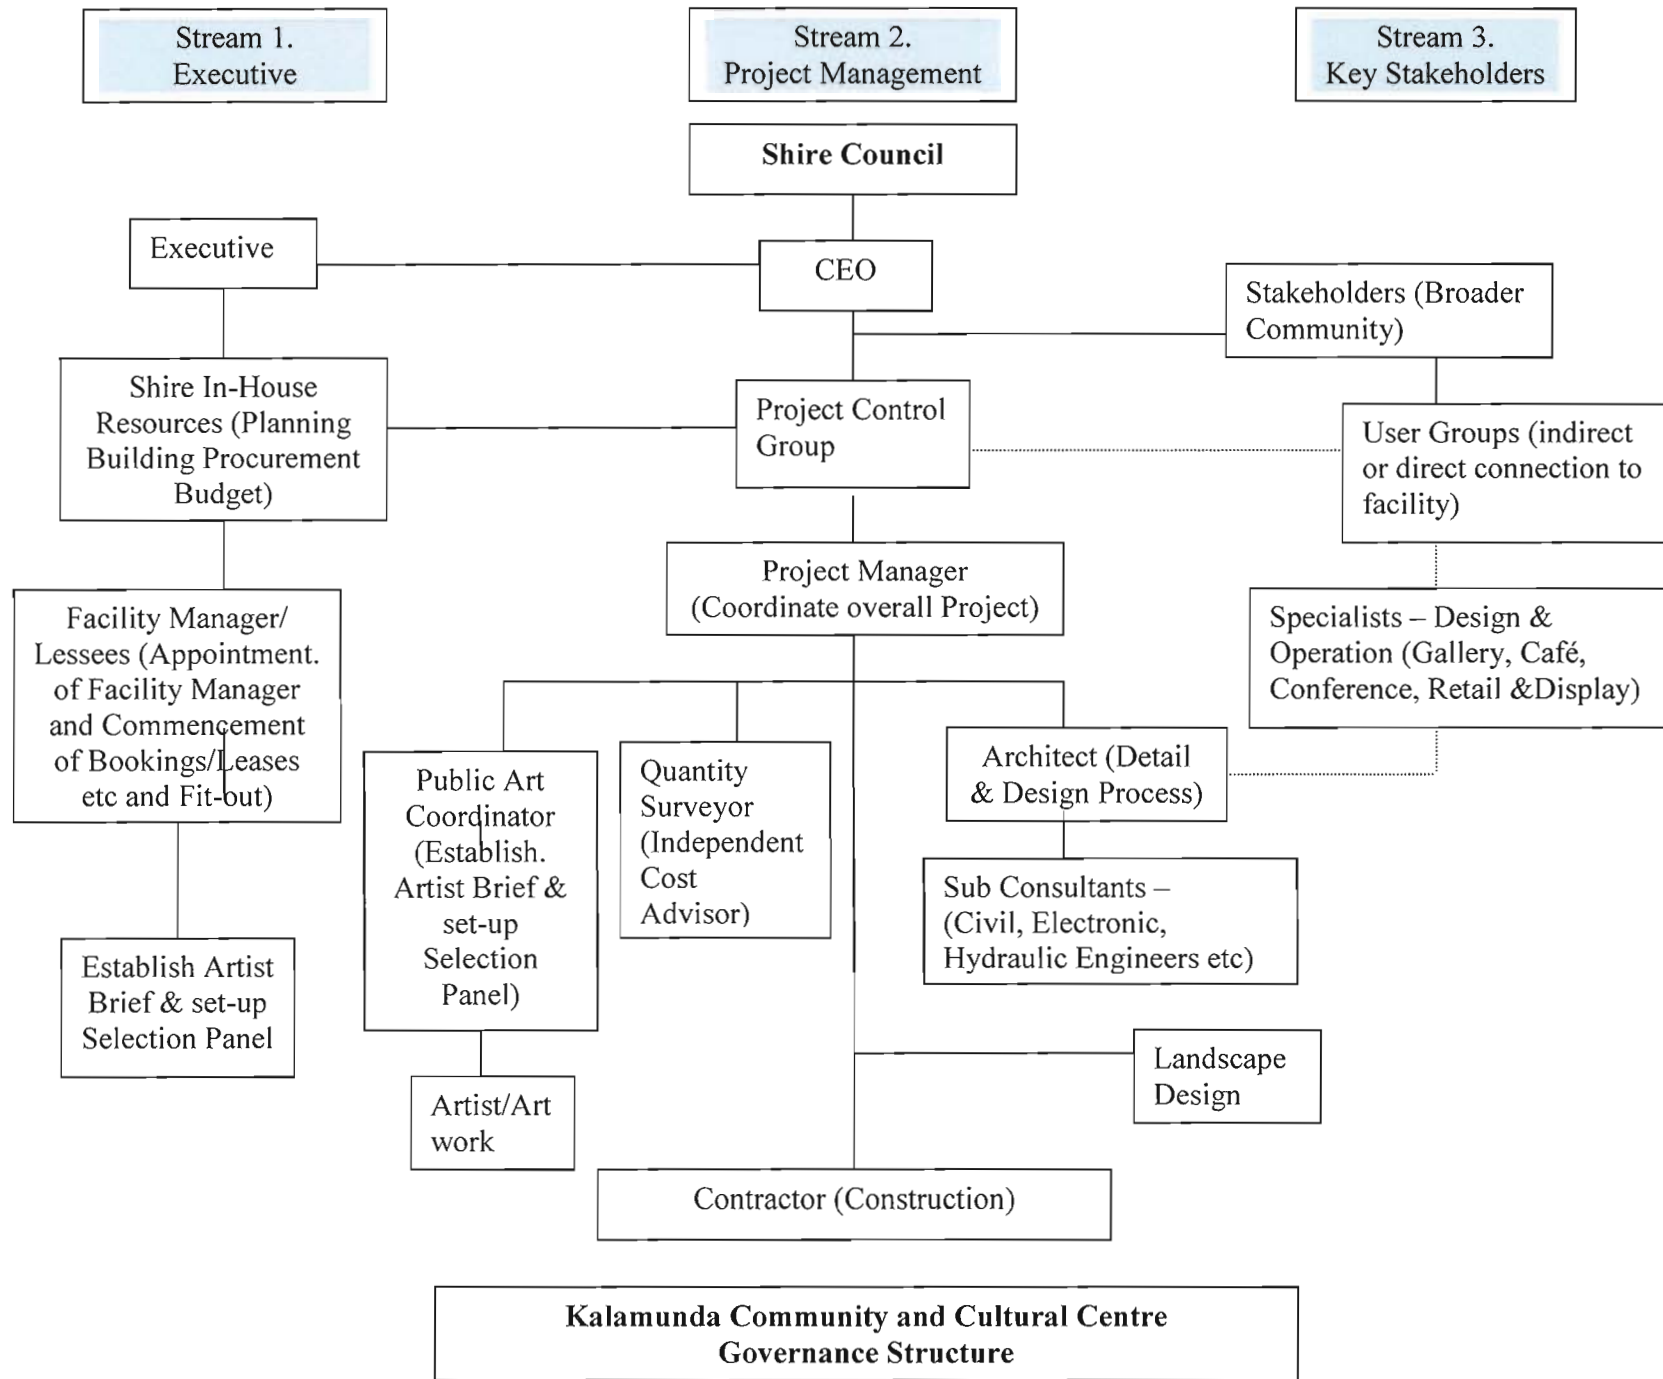 Stream 1.
Executive
Stream 2.
Project Management
Stream 3.
Key Stakeholders
Shire Council
Executive
CEO
Stakeholders (Broader
Community)
Shire In-House
Resources (Planning
Building Procurement
Budget)
Project Control
Group
User Groups (indirect
or direct connection to
facility)
Project Manager
(Coordinate overall Project)
Facility Manager/
Lessees (Appointment.
of Facility Manager
and Commencement
of Bookings/Leases
etc and Fit-out)
Specialists – Design &
Operation (Gallery, Café,
Conference, Retail &Display)
Public Art
Coordinator
(Establish.
Artist Brief &
set-up
Selection
Panel)
Quantity
Surveyor
(Independent
Cost
Advisor)
Architect (Detail
& Design Process)
Sub Consultants –
(Civil, Electronic,
Hydraulic Engineers etc)
Establish Artist
Brief & set-up
Selection Panel
Landscape
Design
Artist/Art
work
Contractor (Construction)
Kalamunda Community and Cultural Centre
Governance Structure